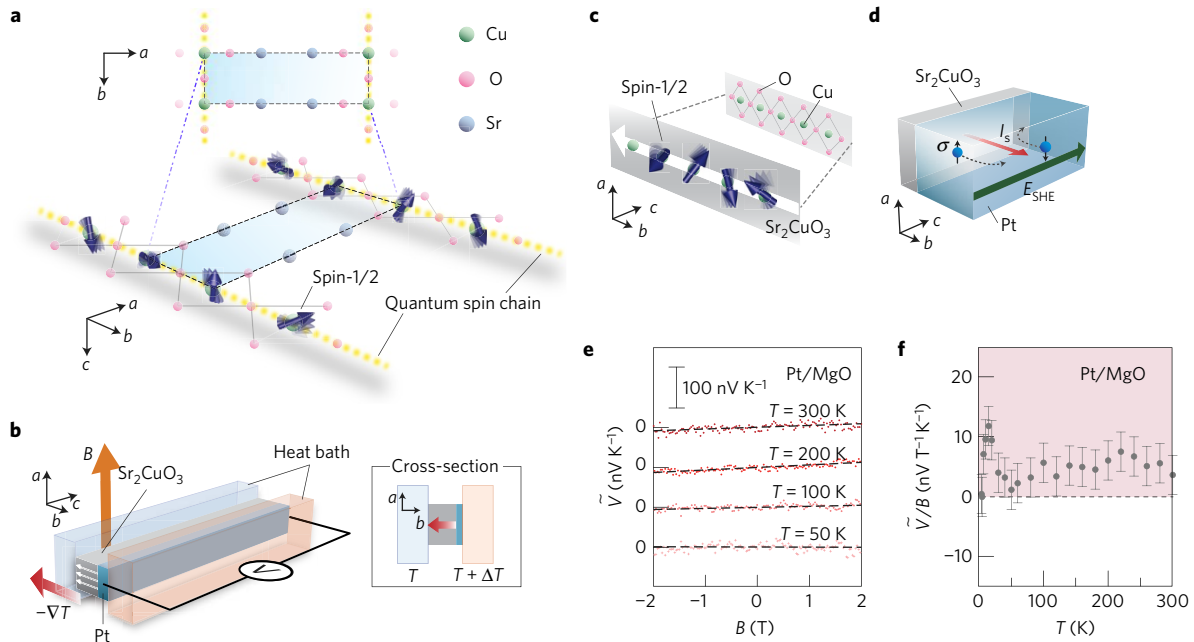 a
a
b
Cu
O
Sr
Spin-1/2
Quantum spin chain
a
b
c
b
B
Sr₂CuO₃
Heat bath
a
c
b
−∇T
Pt
V
Cross-section
a
b
T
T + ΔT
c
Spin-1/2
O
Cu
a
c
b
Sr₂CuO₃
d
Sr₂CuO₃
σ
Iₛ
E_SHE
Pt
a
c
b
e
Ṽ (nV K⁻¹)
100 nV K⁻¹
Pt/MgO
T = 300 K
0
T = 200 K
0
T = 100 K
0
T = 50 K
0
−2 −1 0 1 2
B (T)
f
Ṽ/B (nV T⁻¹ K⁻¹)
Pt/MgO
20
10
0
−10
0 100 200 300
T (K)